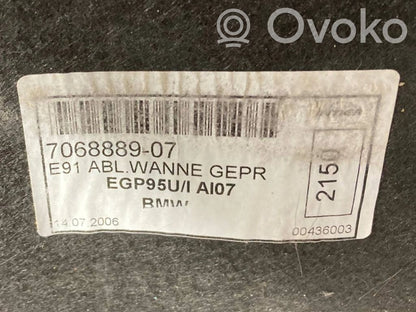 Ovoko
7068889-07
E91 ABL.WANNE GEPR
EGP95U/I AI07
BMW
14.07.2006
00436003
2150